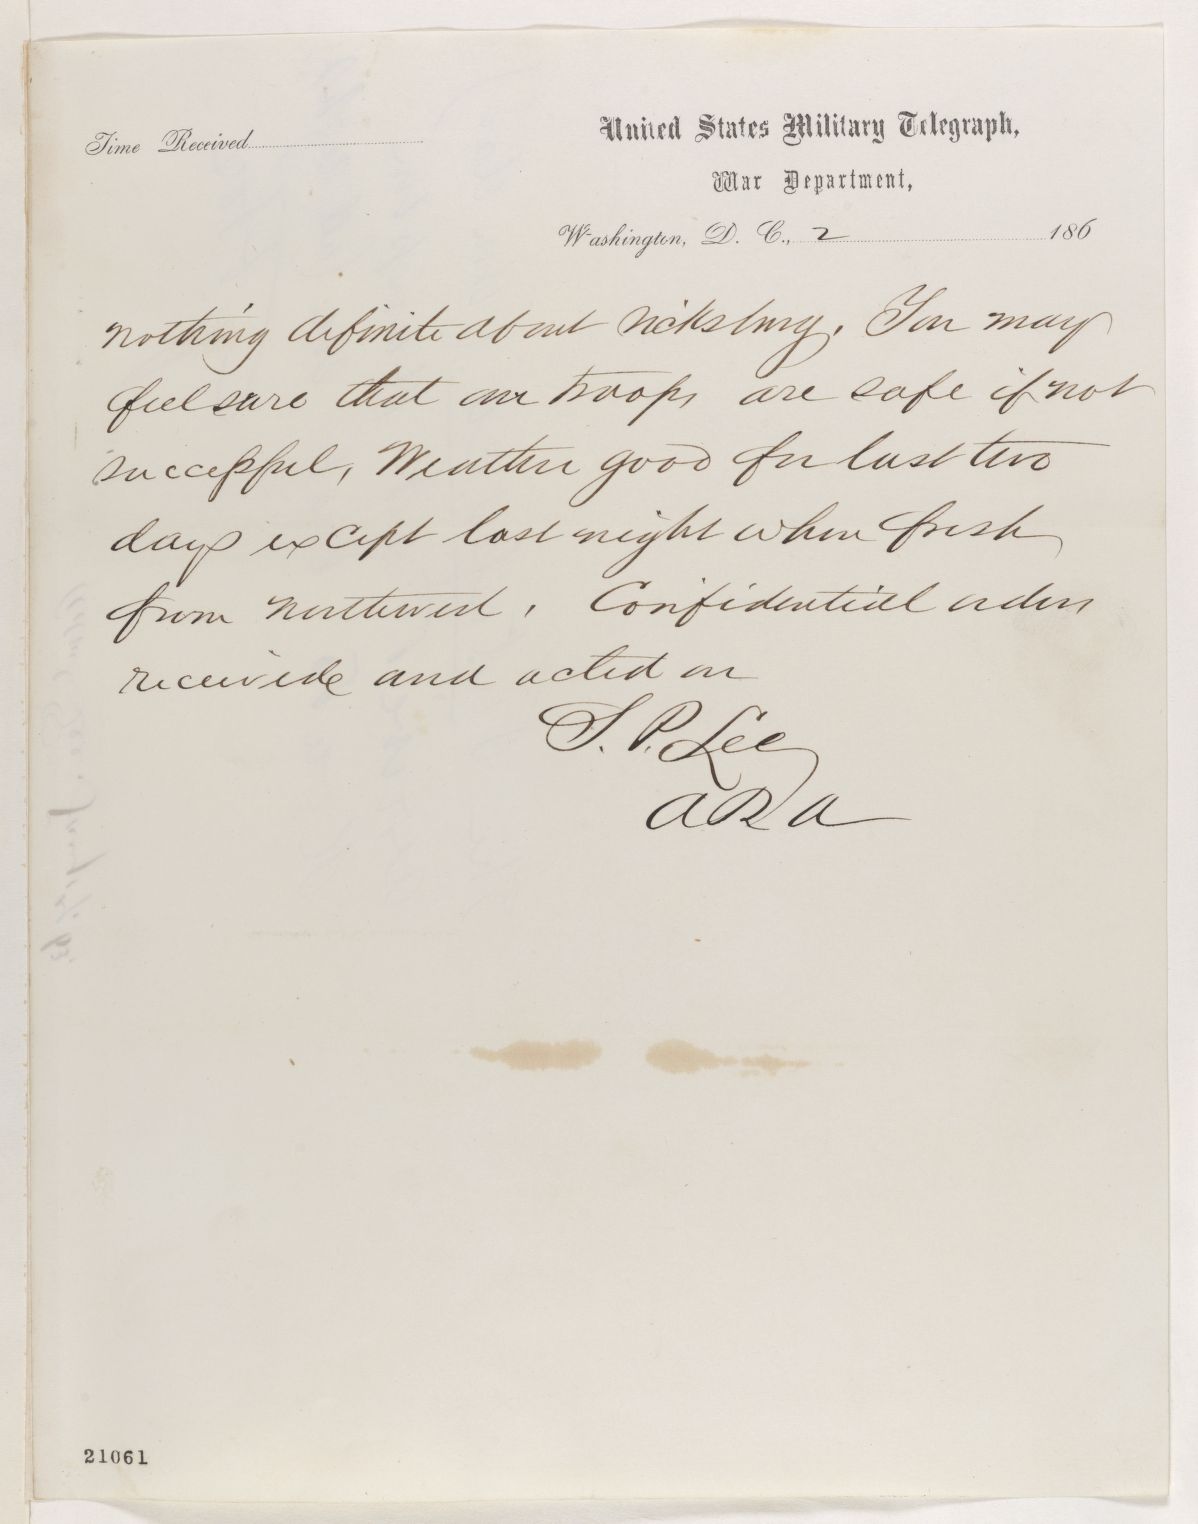 Time Received
United States Military Telegraph,
War Department,
Washington, D. C., 2 186
nothing definite about Vicksburg. You may
feel sure that our troops are safe if not
successful, Weather good for last two
days except last night when fresh
from northwest. Confidential orders
received and acted on
S. P. Lee
A R A
21061